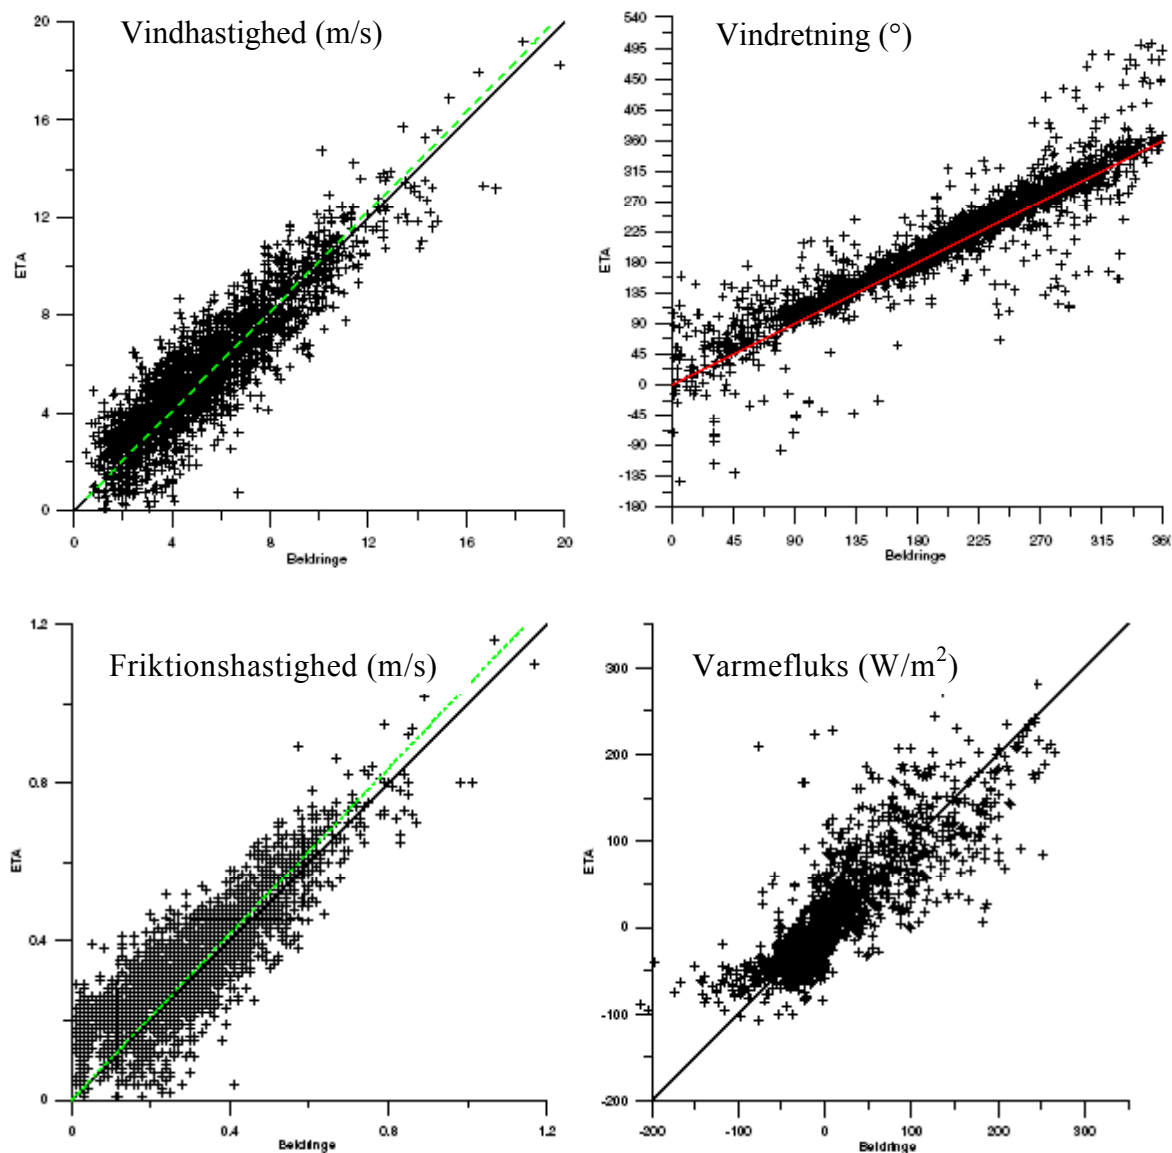 Vindhastighed (m/s)
20
16
12
8
4
0
ETA
0 4 8 12 16 20
Beldringe
Vindretning (°)
540
495
450
405
360
315
270
225
180
135
90
45
0
-45
-90
-135
-180
ETA
0 45 90 135 180 225 270 315 360
Beldringe
Friktionshastighed (m/s)
1.2
0.8
0.4
0
ETA
0 0.4 0.8 1.2
Beldringe
Varmefluks (W/m²)
300
200
100
0
-100
-200
ETA
-200 -100 0 100 200 300
Beldringe